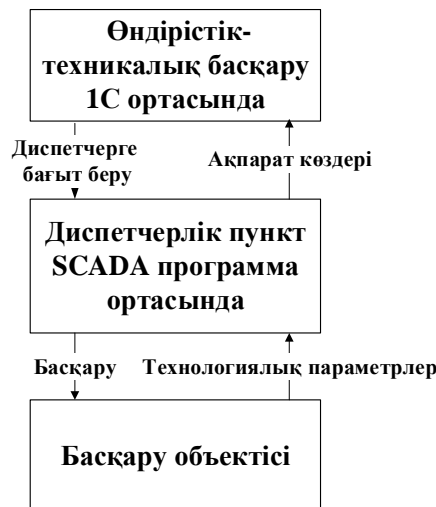 Өндірістік-
техникалық басқару
1С ортасында
Диспетчерге
бағыт беру
Ақпарат көздері
Диспетчерлік пункт
SCADA программа
ортасында
Басқару
Технологиялық параметрлер
Басқару объектісі